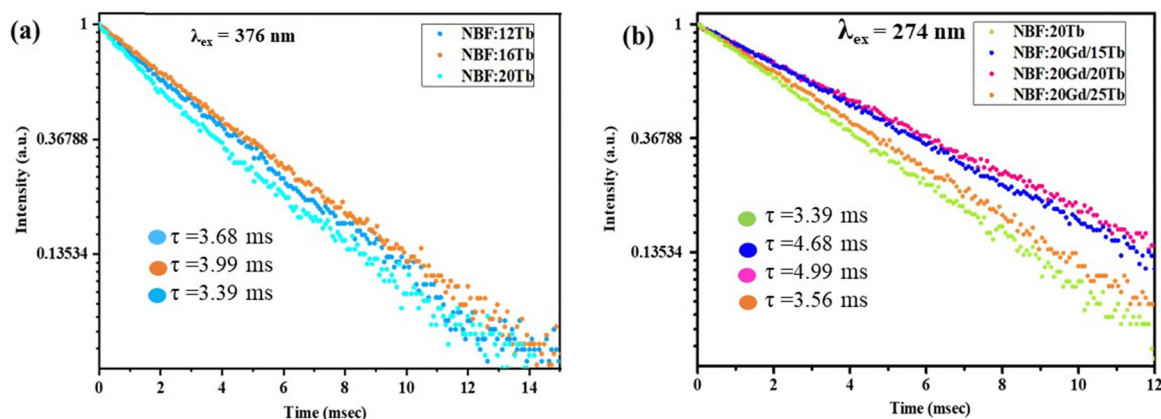 (a)
λex = 376 nm
NBF:12Tb
NBF:16Tb
NBF:20Tb
1
0.36788
0.13534
Intensity (a.u.)
τ =3.68 ms
τ =3.99 ms
τ =3.39 ms
0 2 4 6 8 10 12 14
Time (msec)
(b)
λex = 274 nm
NBF:20Tb
NBF:20Gd/15Tb
NBF:20Gd/20Tb
NBF:20Gd/25Tb
1
0.36788
0.13534
Intensity (a.u.)
τ =3.39 ms
τ =4.68 ms
τ =4.99 ms
τ =3.56 ms
0 2 4 6 8 10 12
Time (msec)